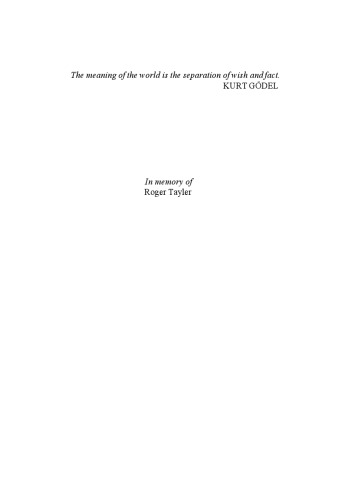 The meaning of the world is the separation of wish and fact.
KURT GÖDEL
In memory of
Roger Tayler